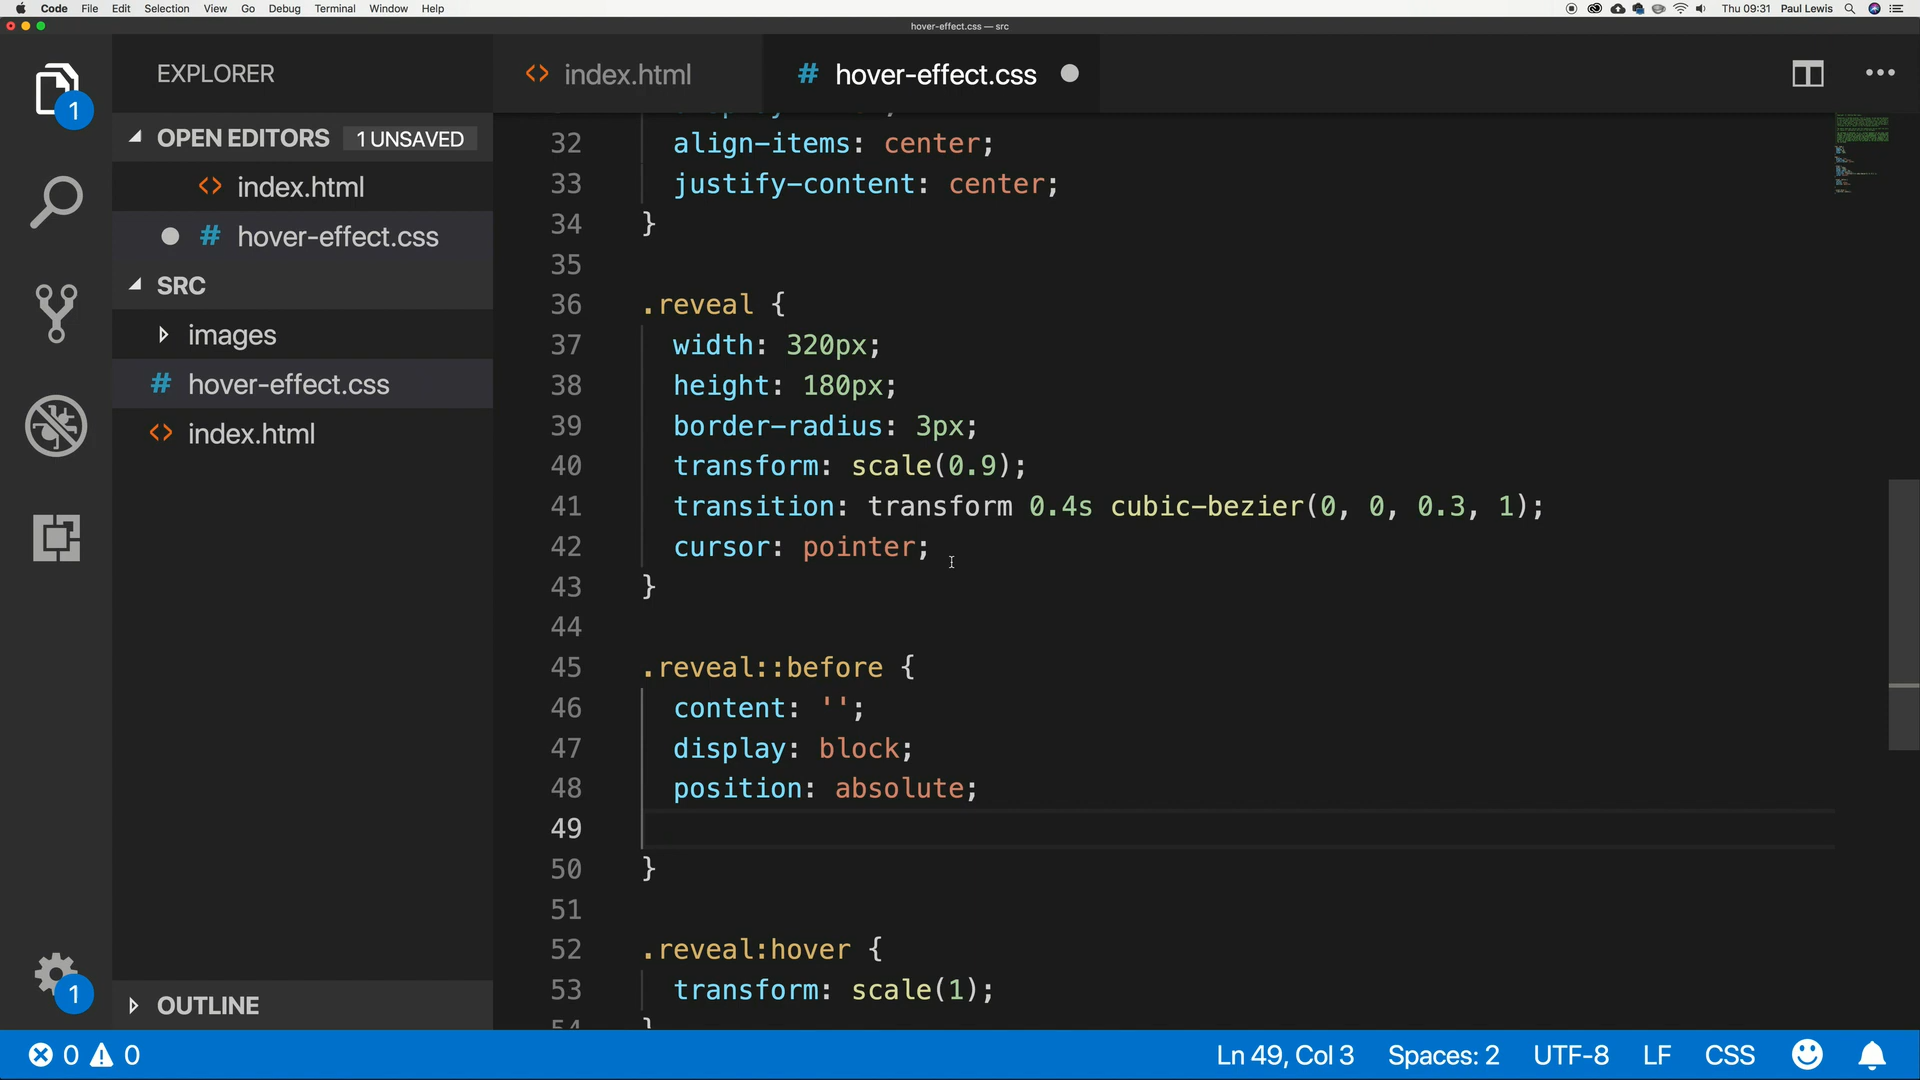 Code File Edit Selection View Go Debug Terminal Window Help
Thu 09:31 Paul Lewis
hover-effect.css — src
1
EXPLORER
OPEN EDITORS 1 UNSAVED
<> index.html
# hover-effect.css
SRC
images
# hover-effect.css
<> index.html
OUTLINE
1
<> index.html
# hover-effect.css
32 align-items: center;
33 justify-content: center;
34 }
35
36 .reveal {
37 width: 320px;
38 height: 180px;
39 border-radius: 3px;
40 transform: scale(0.9);
41 transition: transform 0.4s cubic-bezier(0, 0, 0.3, 1);
42 cursor: pointer;
43 }
44
45 .reveal::before {
46 content: '';
47 display: block;
48 position: absolute;
49
50 }
51
52 .reveal:hover {
53 transform: scale(1);
54 }
0 0
Ln 49, Col 3 Spaces: 2 UTF-8 LF CSS